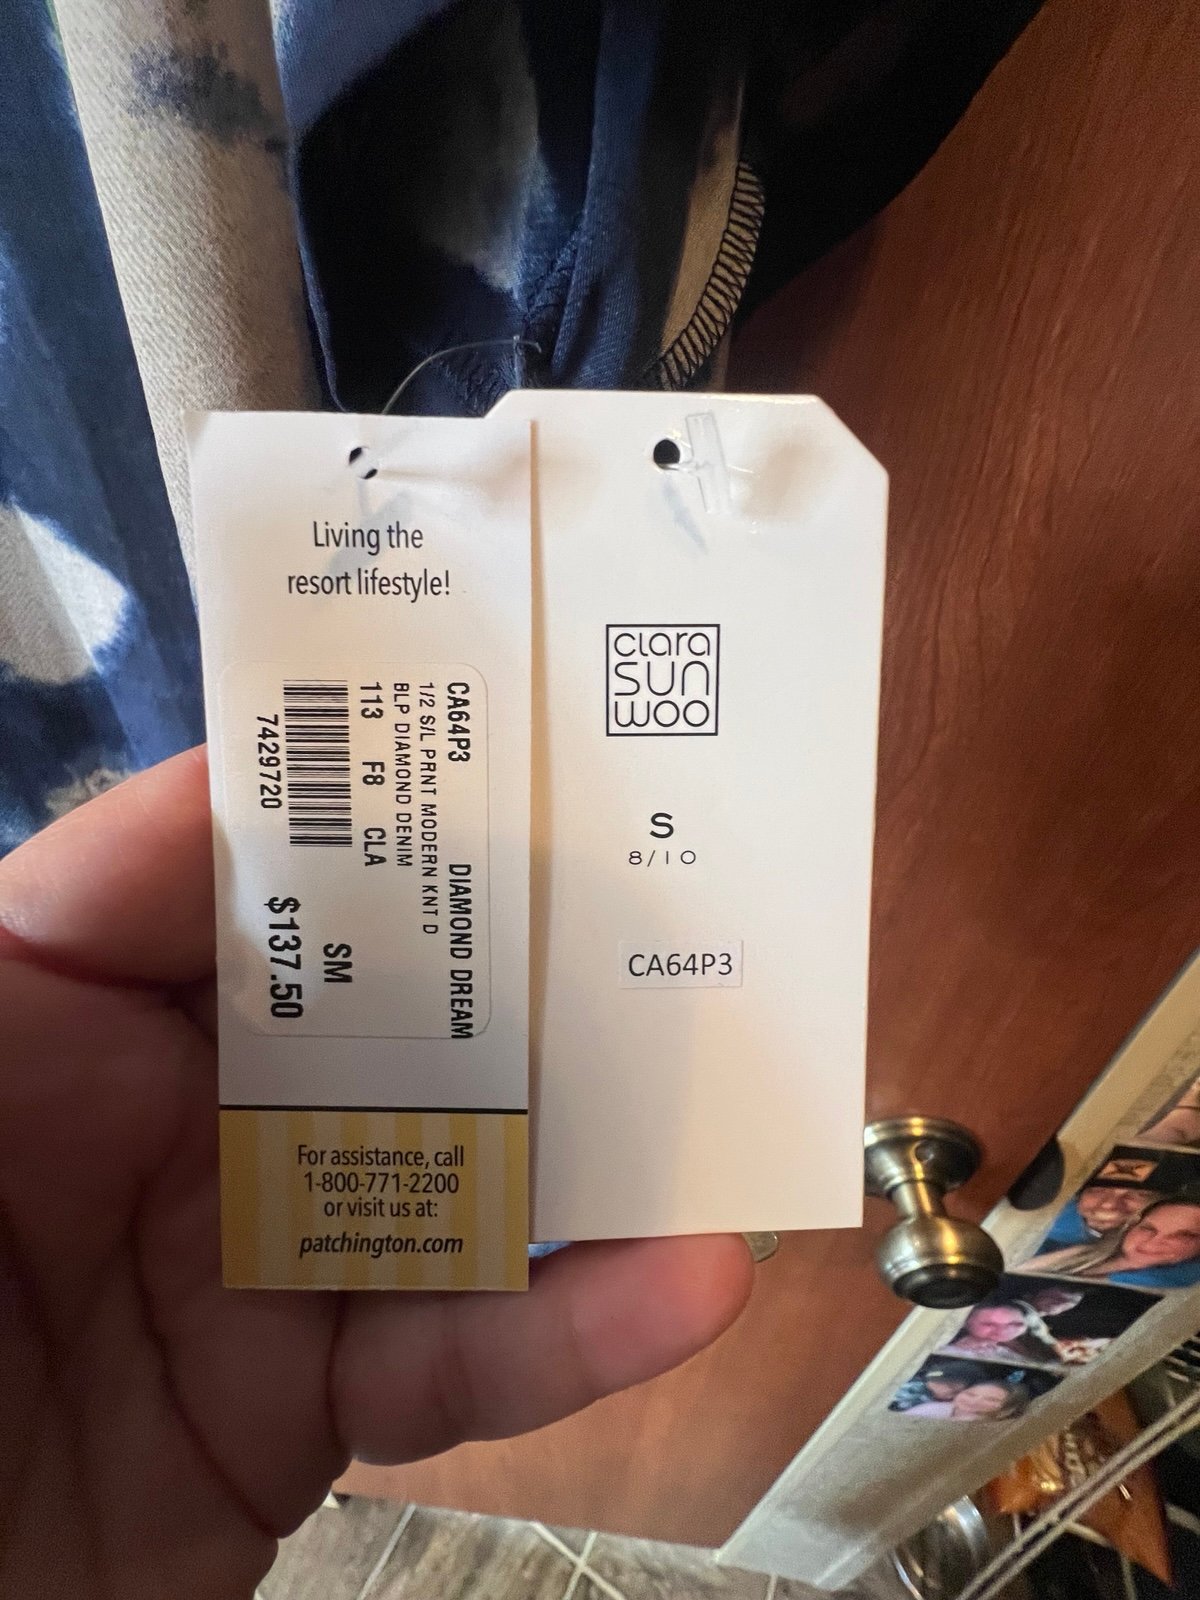 Living the
resort lifestyle!
CA64P3 DIAMOND DREAM
1/2 S/L PRNT MODERN KNT D
BLP DIAMOND DENIM
113 F8 CLA
SM
7429720 $137.50
For assistance, call
1-800-771-2200
or visit us at:
patchington.com
clara
sun
woo
S
8/10
CA64P3